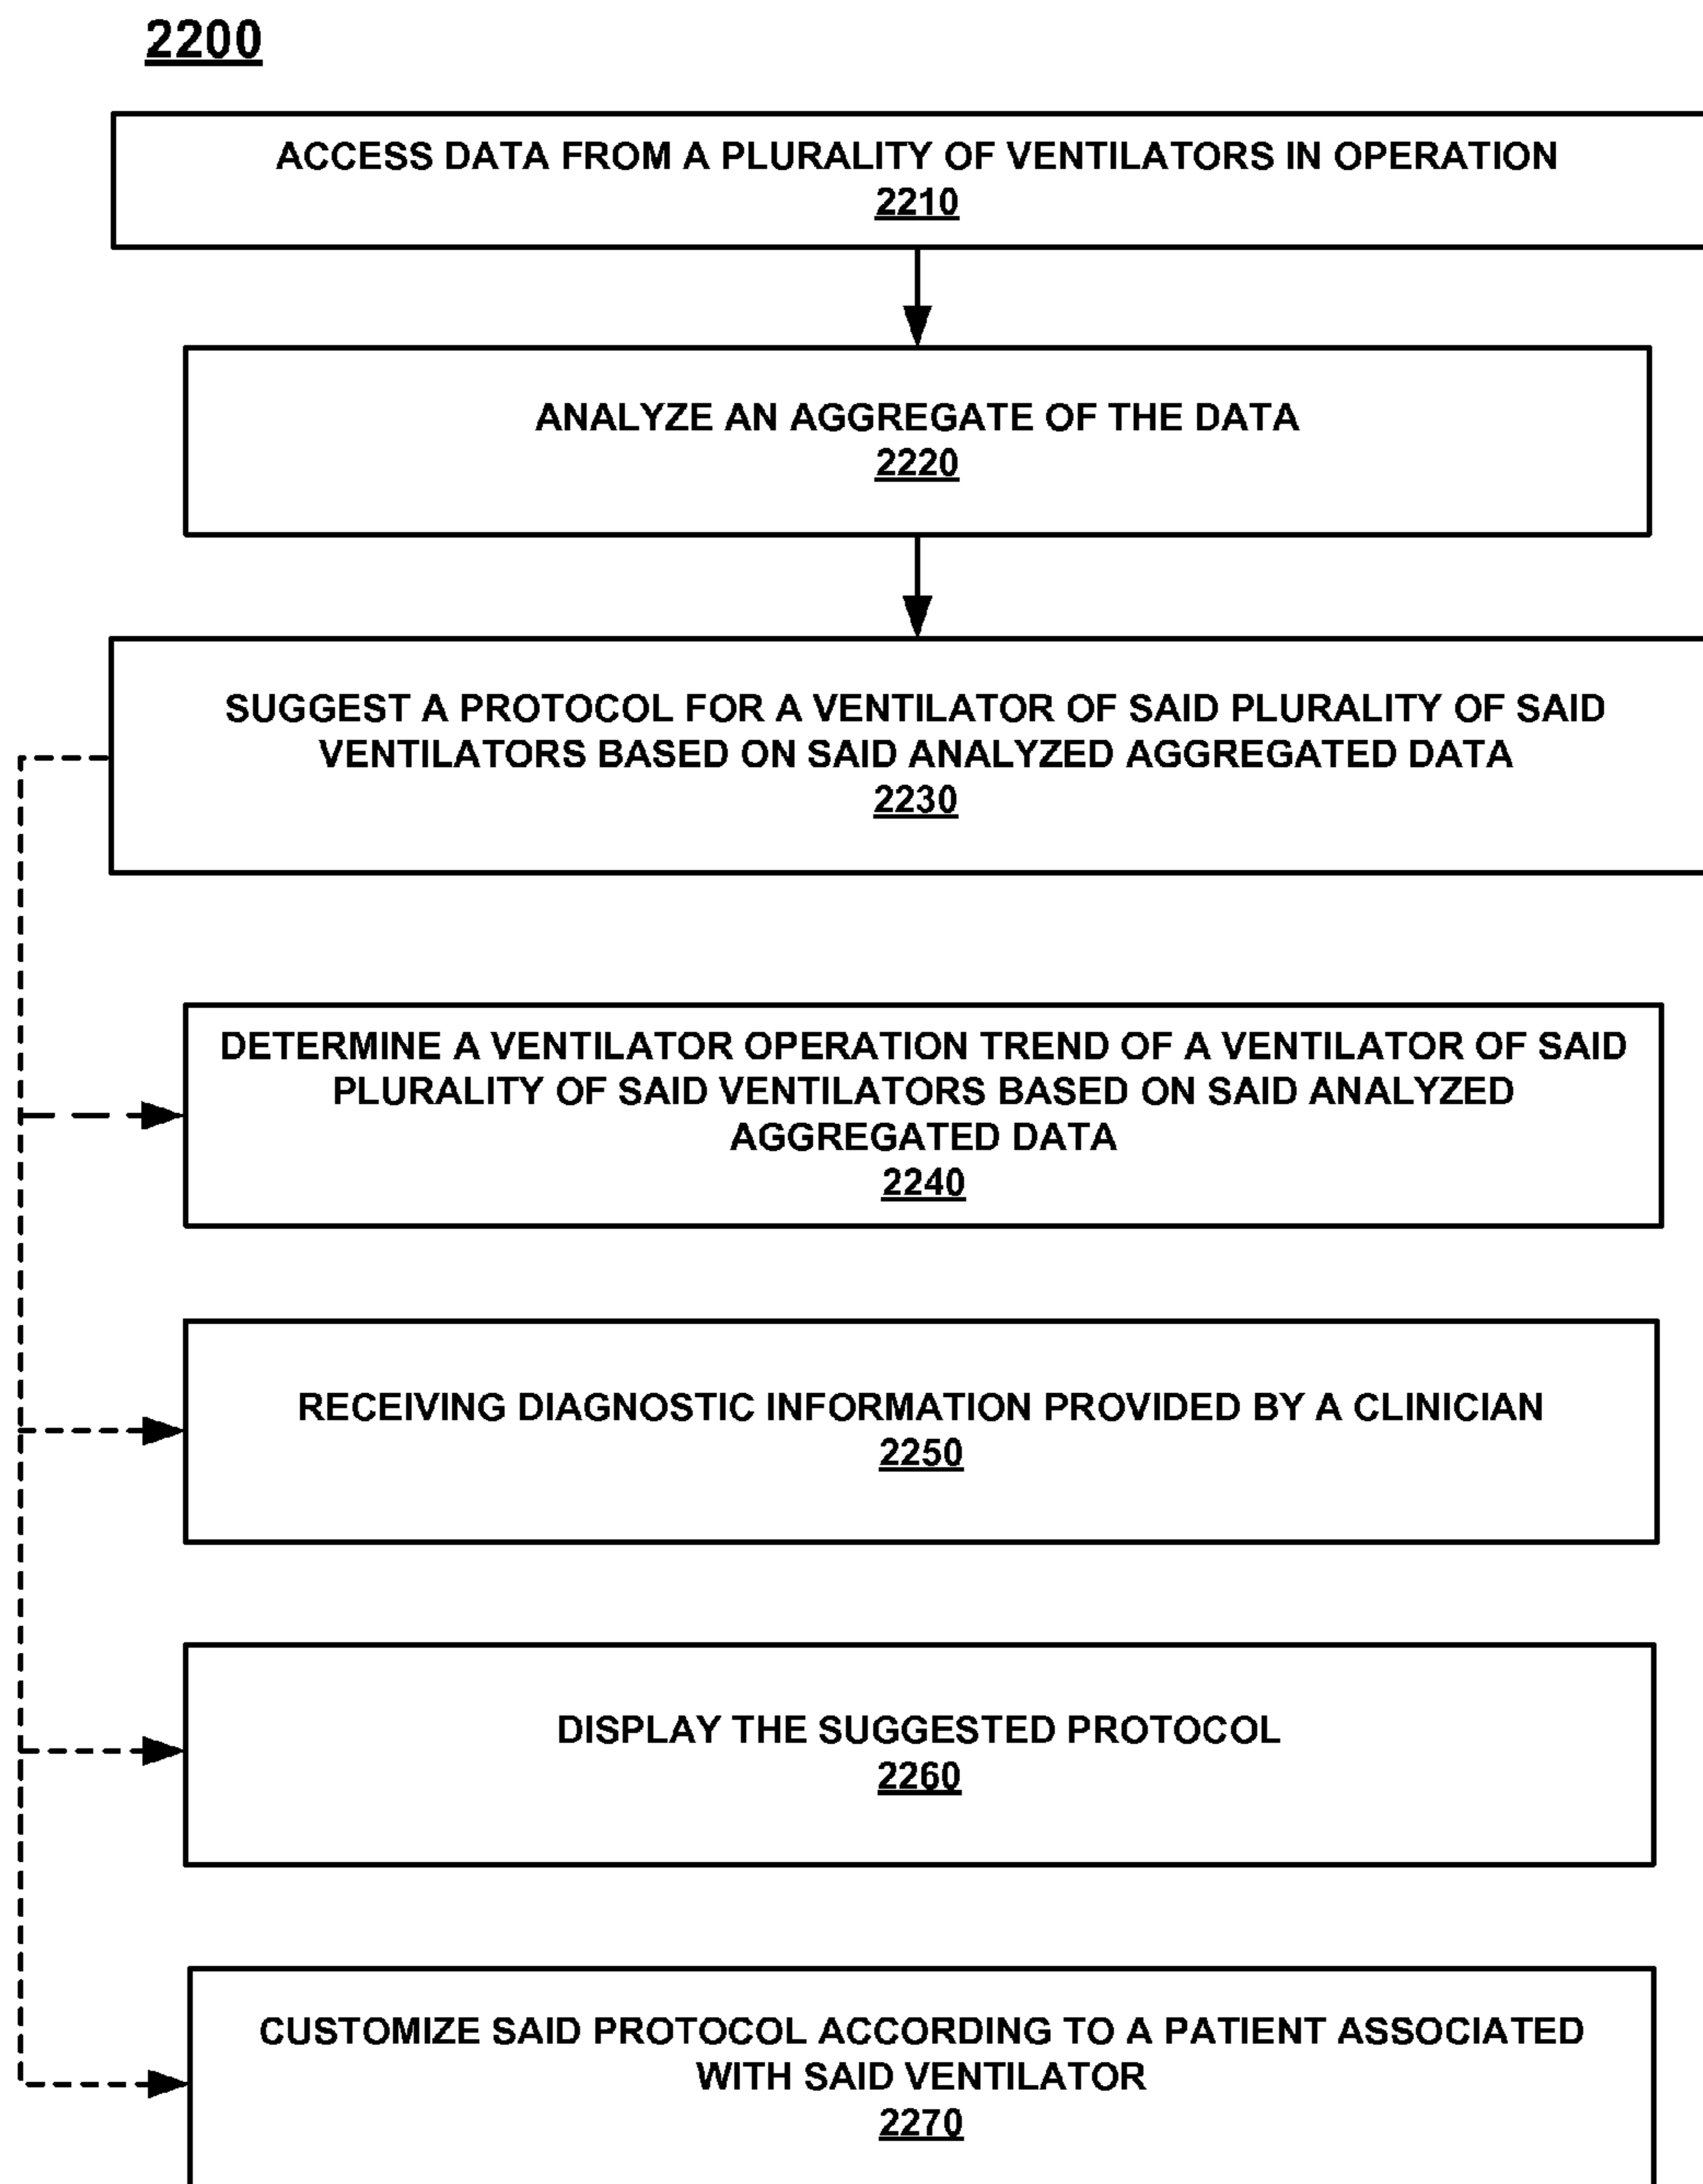 2200
ACCESS DATA FROM A PLURALITY OF VENTILATORS IN OPERATION
2210
ANALYZE AN AGGREGATE OF THE DATA
2220
SUGGEST A PROTOCOL FOR A VENTILATOR OF SAID PLURALITY OF SAID
VENTILATORS BASED ON SAID ANALYZED AGGREGATED DATA
2230
DETERMINE A VENTILATOR OPERATION TREND OF A VENTILATOR OF SAID
PLURALITY OF SAID VENTILATORS BASED ON SAID ANALYZED
AGGREGATED DATA
2240
RECEIVING DIAGNOSTIC INFORMATION PROVIDED BY A CLINICIAN
2250
DISPLAY THE SUGGESTED PROTOCOL
2260
CUSTOMIZE SAID PROTOCOL ACCORDING TO A PATIENT ASSOCIATED
WITH SAID VENTILATOR
2270